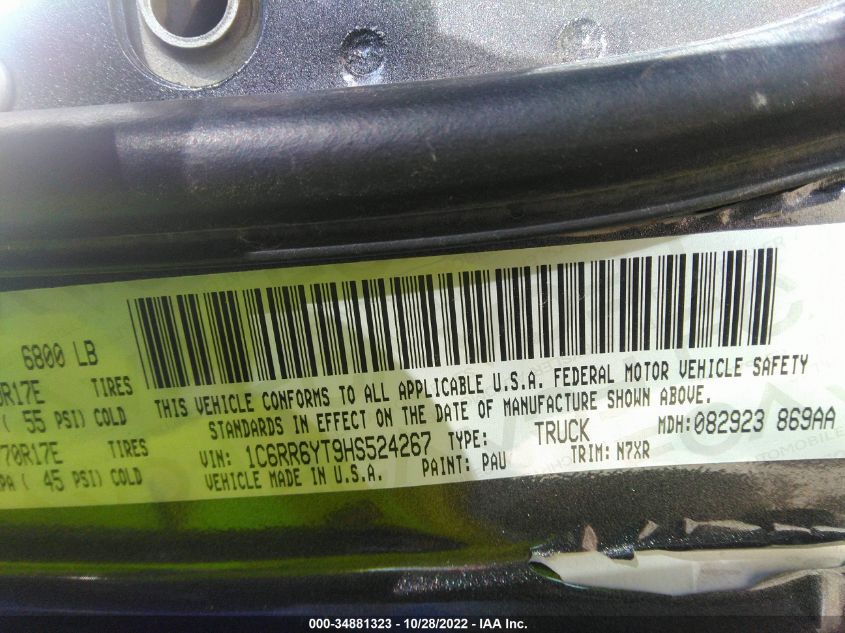 6800 LB
0R17E TIRES
( 55 PSI) COLD
70R17E TIRES
PA ( 45 PSI) COLD
THIS VEHICLE CONFORMS TO ALL APPLICABLE U.S.A. FEDERAL MOTOR VEHICLE SAFETY
STANDARDS IN EFFECT ON THE DATE OF MANUFACTURE SHOWN ABOVE.
VIN: 1C6RR6YT9HS524267 TYPE: TRUCK MDH:082923 869AA
VEHICLE MADE IN U.S.A. PAINT: PAU TRIM: N7XR
000-34881323 - 10/28/2022 - IAA Inc.